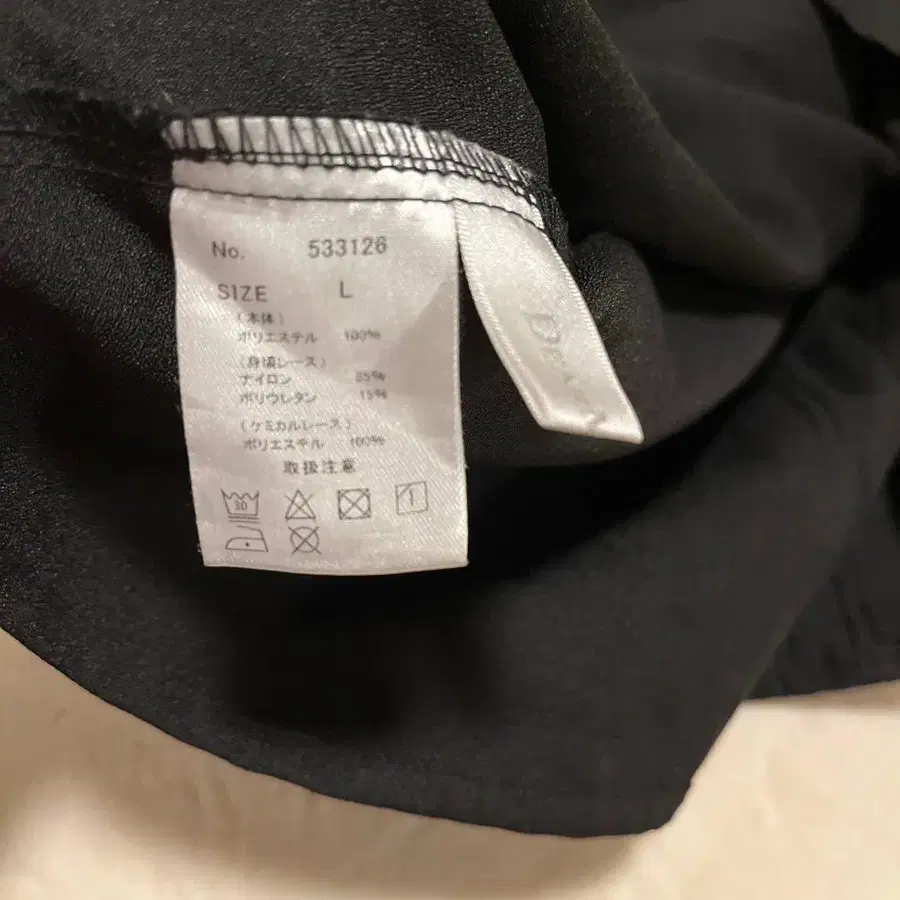 No. 533126
SIZE L
(本体)
ポリエステル 100%
(身頃レース)
ナイロン 85%
ポリウレタン 15%
(ケミカルレース)
ポリエステル 100%
取扱注意
30